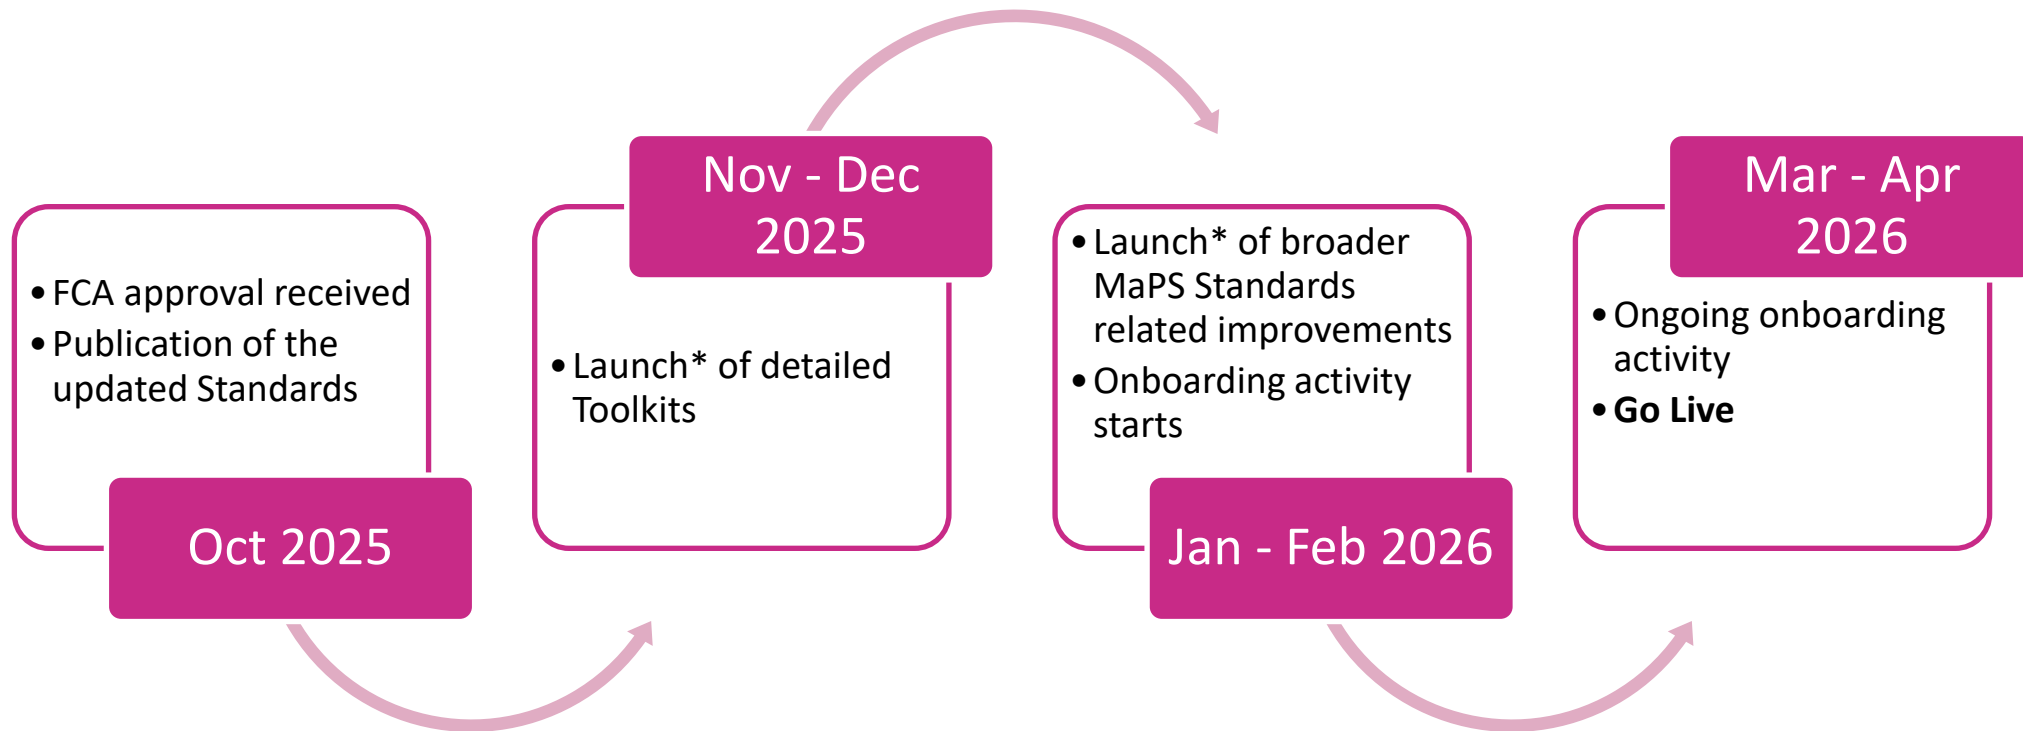 • FCA approval received
• Publication of the
updated Standards
Oct 2025
Nov - Dec
2025
• Launch* of detailed
Toolkits
• Launch* of broader
MaPS Standards
related improvements
• Onboarding activity
starts
Jan - Feb 2026
Mar - Apr
2026
• Ongoing onboarding
activity
• Go Live